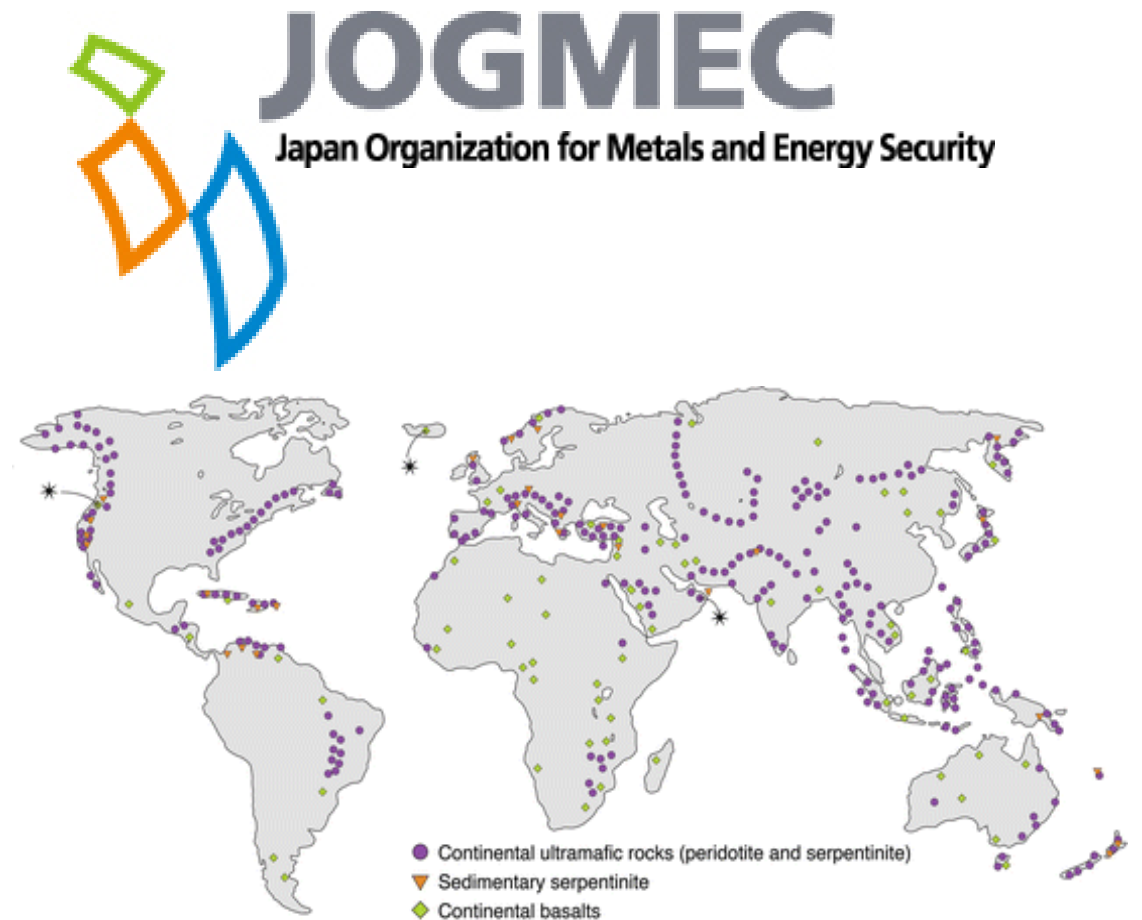 JOGMEC
Japan Organization for Metals and Energy Security
Continental ultramafic rocks (peridotite and serpentinite)
Sedimentary serpentinite
Continental basalts